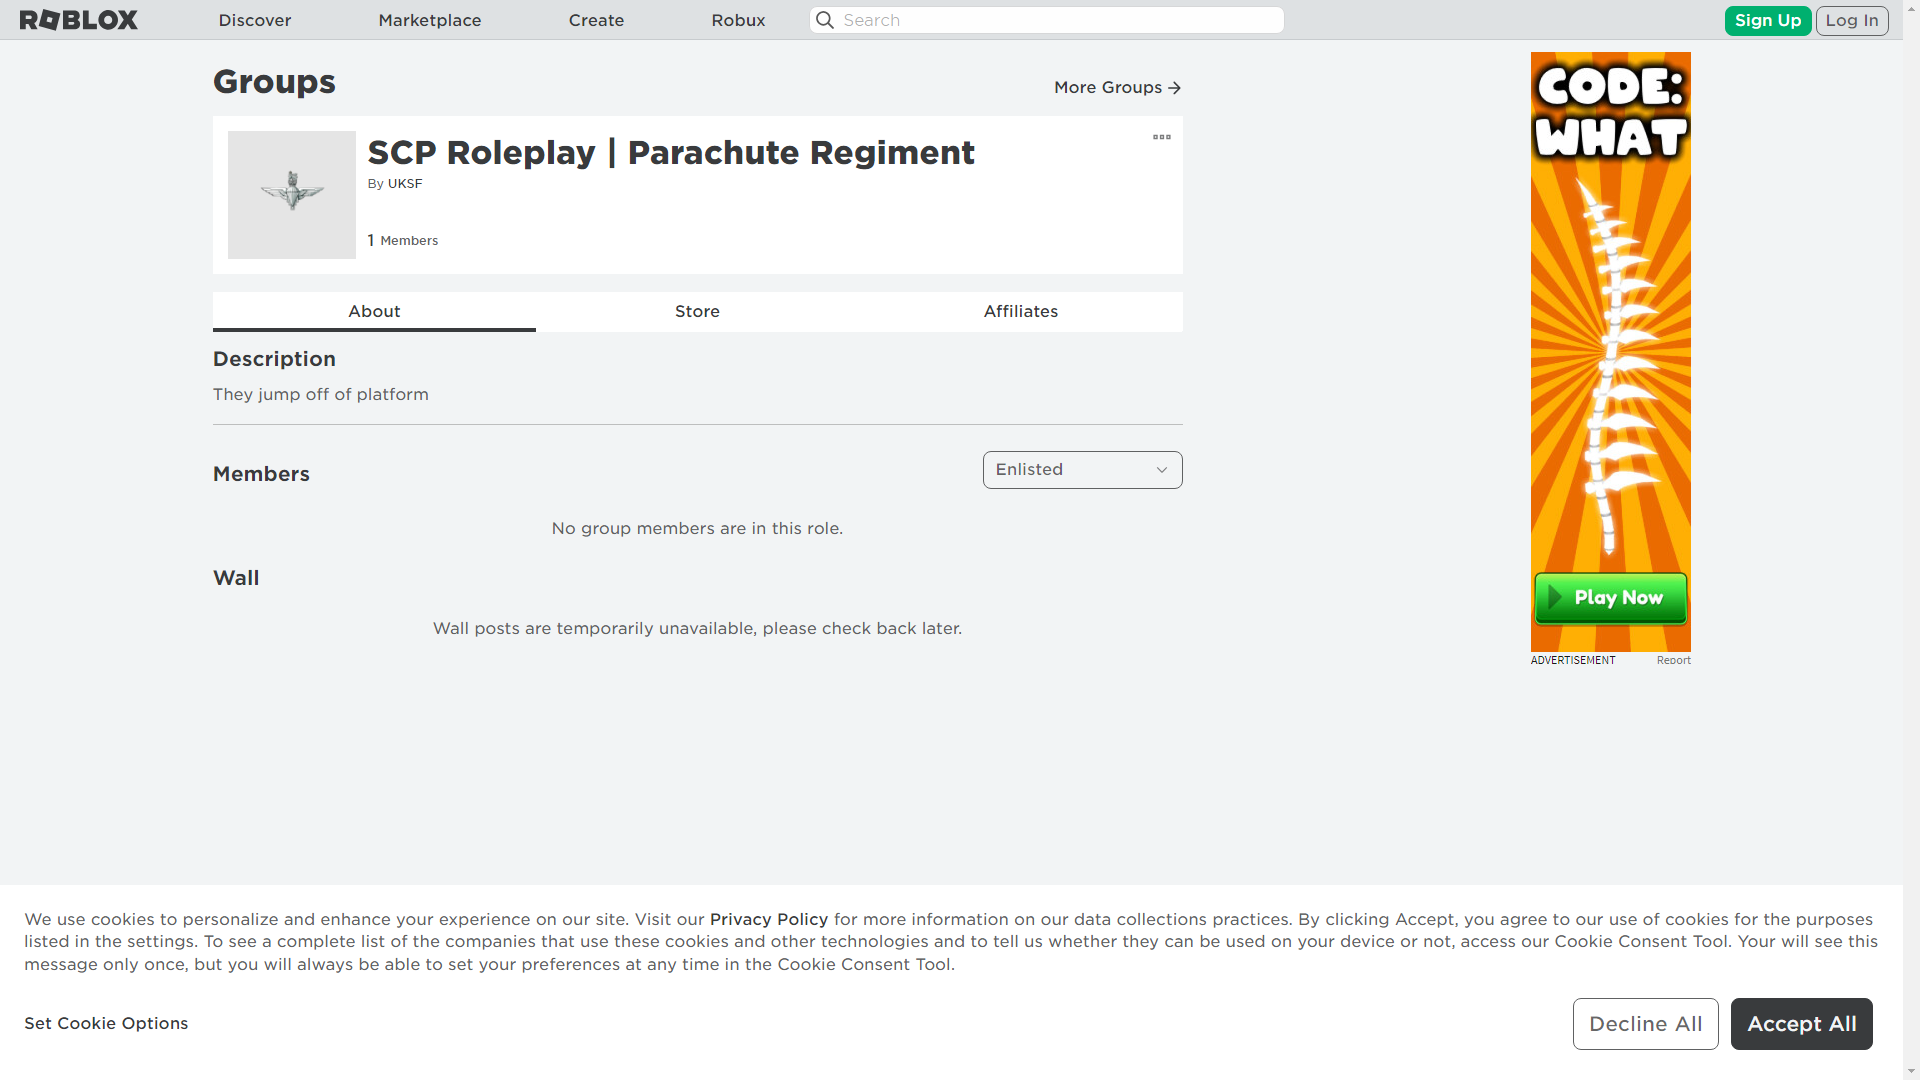 ROBLOX
Discover
Marketplace
Create
Robux
Search
Sign Up
Log In
Groups
More Groups
SCP Roleplay | Parachute Regiment
By UKSF
1 Members
About
Store
Affiliates
Description
They jump off of platform
Members
Enlisted
No group members are in this role.
Wall
Wall posts are temporarily unavailable, please check back later.
CODE:
WHAT
Play Now
ADVERTISEMENT
Report
We use cookies to personalize and enhance your experience on our site. Visit our Privacy Policy for more information on our data collections practices. By clicking Accept, you agree to our use of cookies for the purposes
listed in the settings. To see a complete list of the companies that use these cookies and other technologies and to tell us whether they can be used on your device or not, access our Cookie Consent Tool. Your will see this
message only once, but you will always be able to set your preferences at any time in the Cookie Consent Tool.
Set Cookie Options
Decline All
Accept All